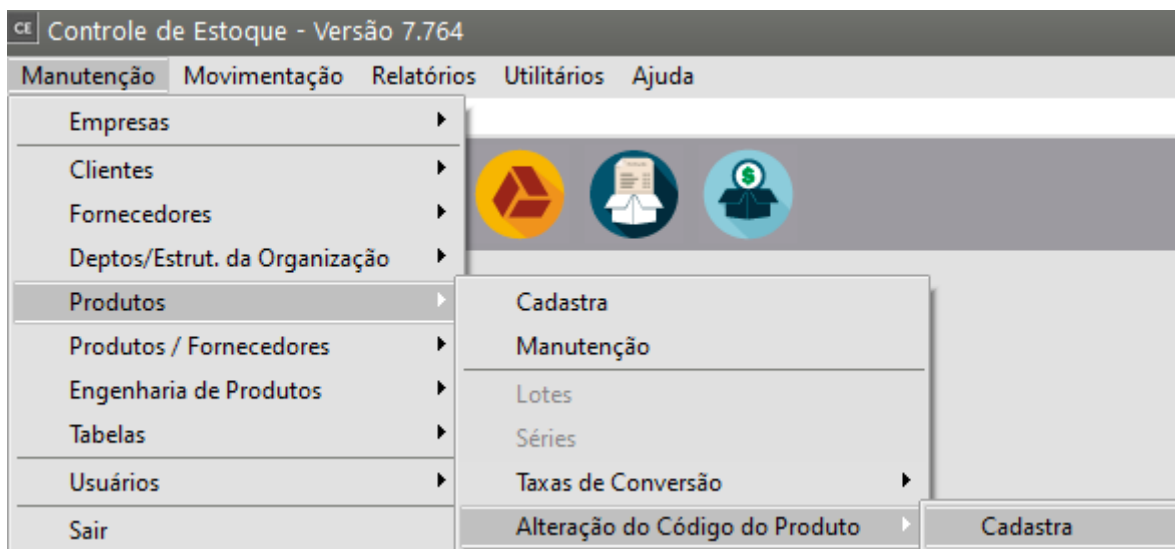 CE Controle de Estoque - Versão 7.764
Manutenção Movimentação Relatórios Utilitários Ajuda
Empresas
Clientes
Fornecedores
Deptos/Estrut. da Organização
Produtos
Produtos / Fornecedores
Engenharia de Produtos
Tabelas
Usuários
Sair
Cadastra
Manutenção
Lotes
Séries
Taxas de Conversão
Alteração do Código do Produto
Cadastra